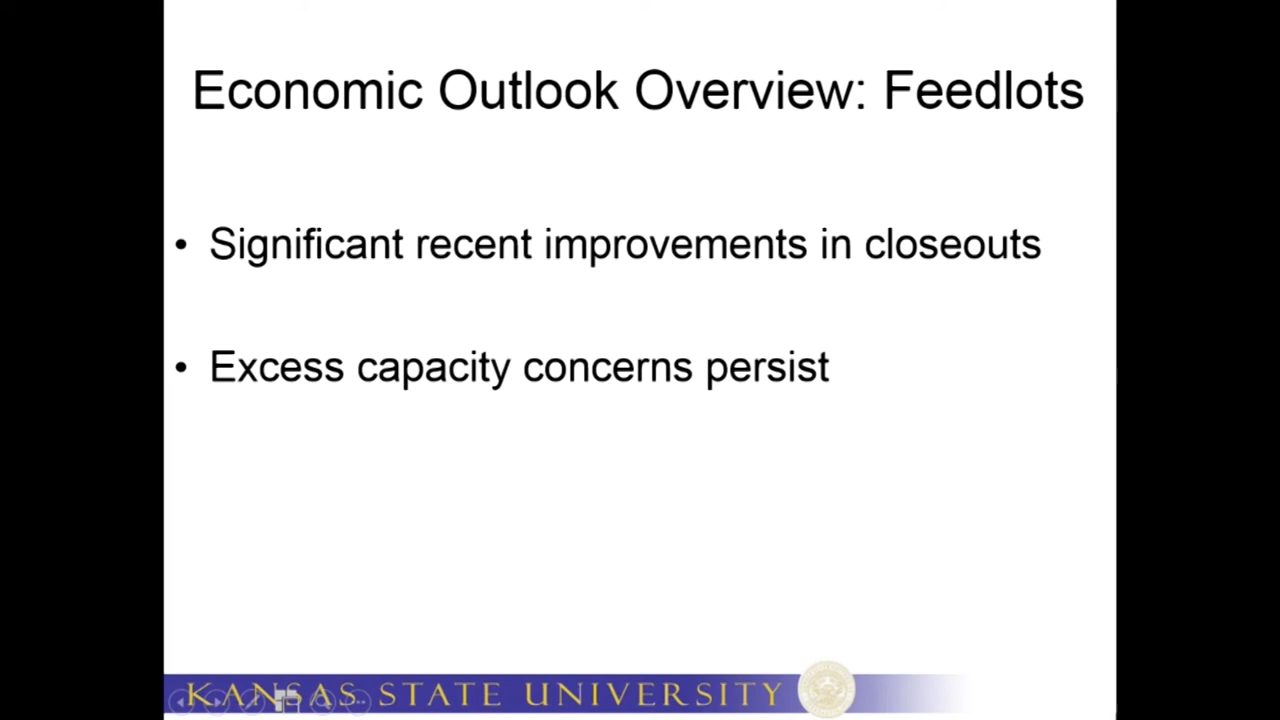 Economic Outlook Overview: Feedlots
• Significant recent improvements in closeouts
• Excess capacity concerns persist
KANSAS STATE UNIVERSITY